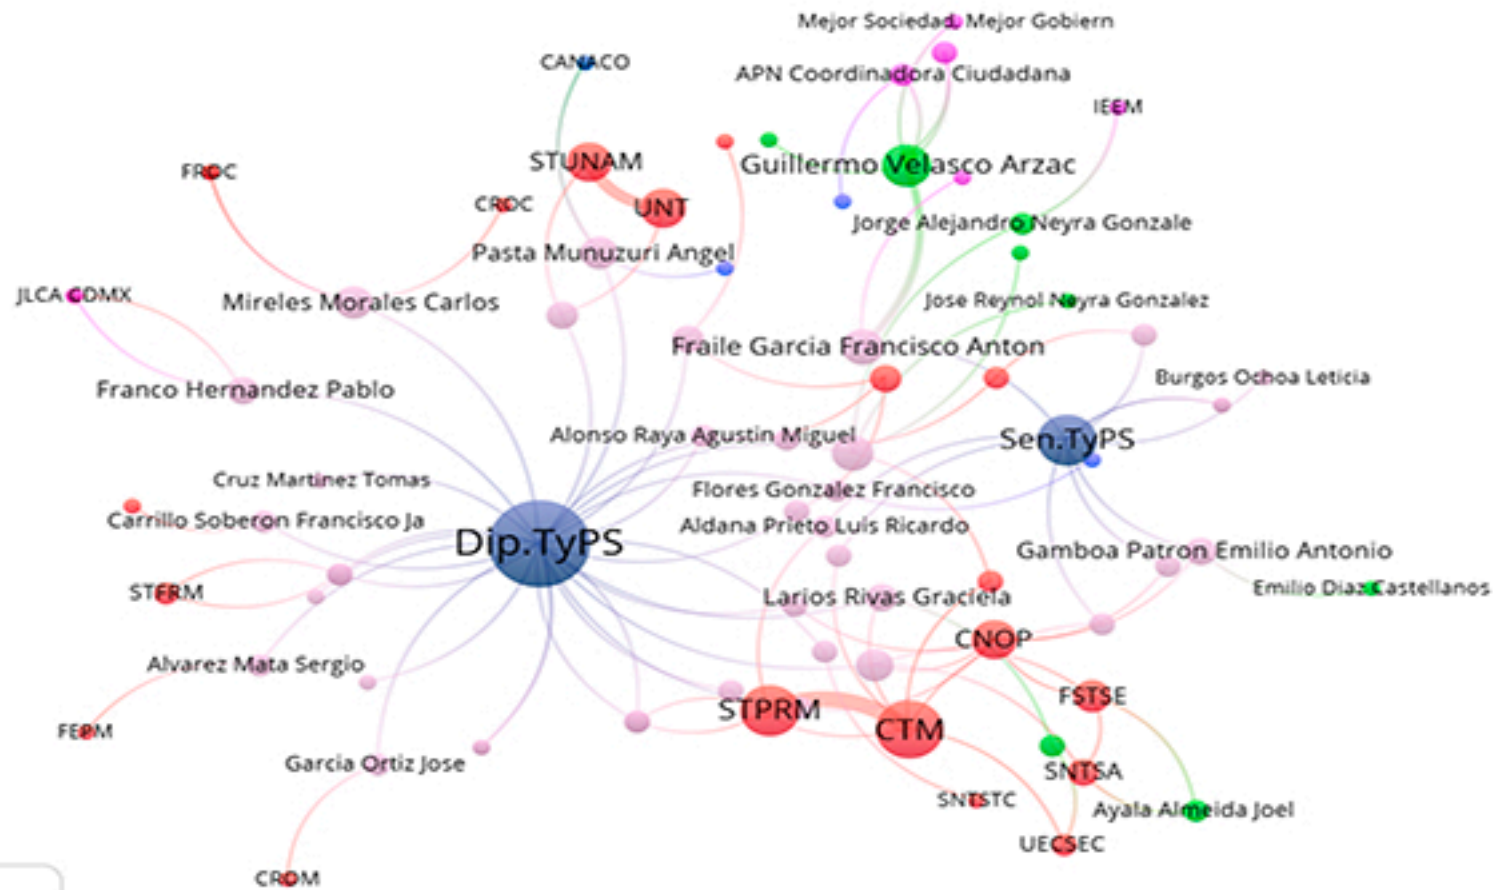 Mejor Sociedad, Mejor Gobiern
CANACO
APN Coordinadora Ciudadana
IEEM
STUNAM
Guillermo Velasco Arzac
FROC
CROC
UNT
Jorge Alejandro Neyra Gonzale
Pasta Munuzuri Angel
JLCA CDMX
Mireles Morales Carlos
Jose Reynol Neyra Gonzalez
Fraile Garcia Francisco Anton
Franco Hernandez Pablo
Burgos Ochoa Leticia
Alonso Raya Agustin Miguel
Sen.TyPS
Cruz Martinez Tomas
Flores Gonzalez Francisco
Carrillo Soberon Francisco Ja
Aldana Prieto Luis Ricardo
Dip.TyPS
Gamboa Patron Emilio Antonio
STFRM
Emilio Diaz Castellanos
Larios Rivas Graciela
CNOP
Alvarez Mata Sergio
FSTSE
STPRM
FEPM
CTM
Garcia Ortiz Jose
SNTSA
SNTSTC
Ayala Almeida Joel
UECSEC
CROM